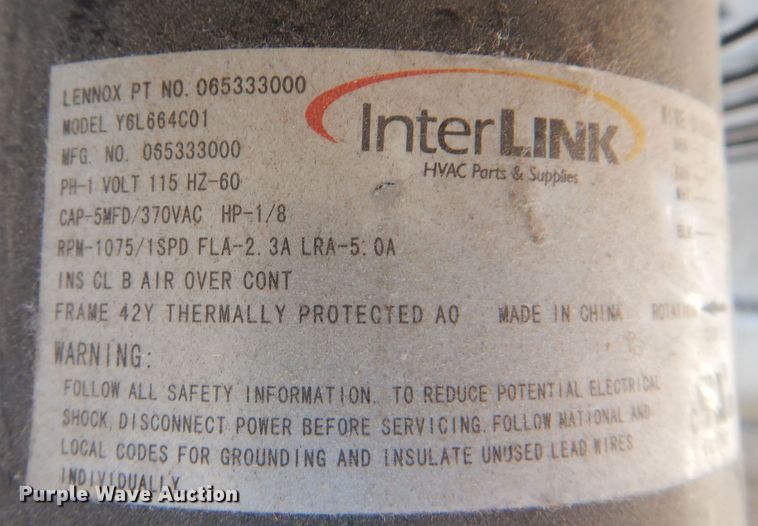 LENNOX PT NO. 065333000
MODEL Y6L664C01
MFG. NO. 065333000
PH-1 VOLT 115 HZ-60
CAP-5MFD/370VAC HP-1/8
RPM-1075/1SPD FLA-2.3A LRA-5.0A
INS CL B AIR OVER CONT
FRAME 42Y THERMALLY PROTECTED AO MADE IN CHINA
InterLINK
HVAC Parts & Supplies
WARNING:
FOLLOW ALL SAFETY INFORMATION. TO REDUCE POTENTIAL ELECTRICAL
SHOCK, DISCONNECT POWER BEFORE SERVICING. FOLLOW NATIONAL AND
LOCAL CODES FOR GROUNDING AND INSULATE UNUSED LEAD WIRES
INDIVIDUALLY
Purple Wave Auction